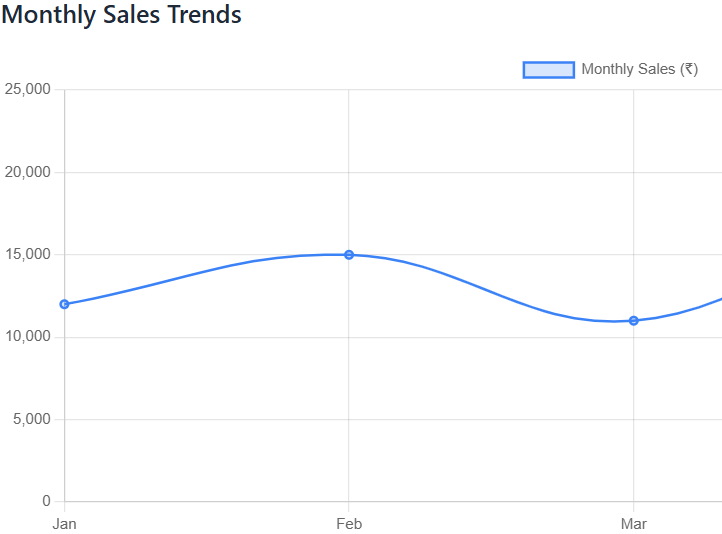 Monthly Sales Trends
Monthly Sales (₹)
25,000
20,000
15,000
10,000
5,000
0
Jan Feb Mar